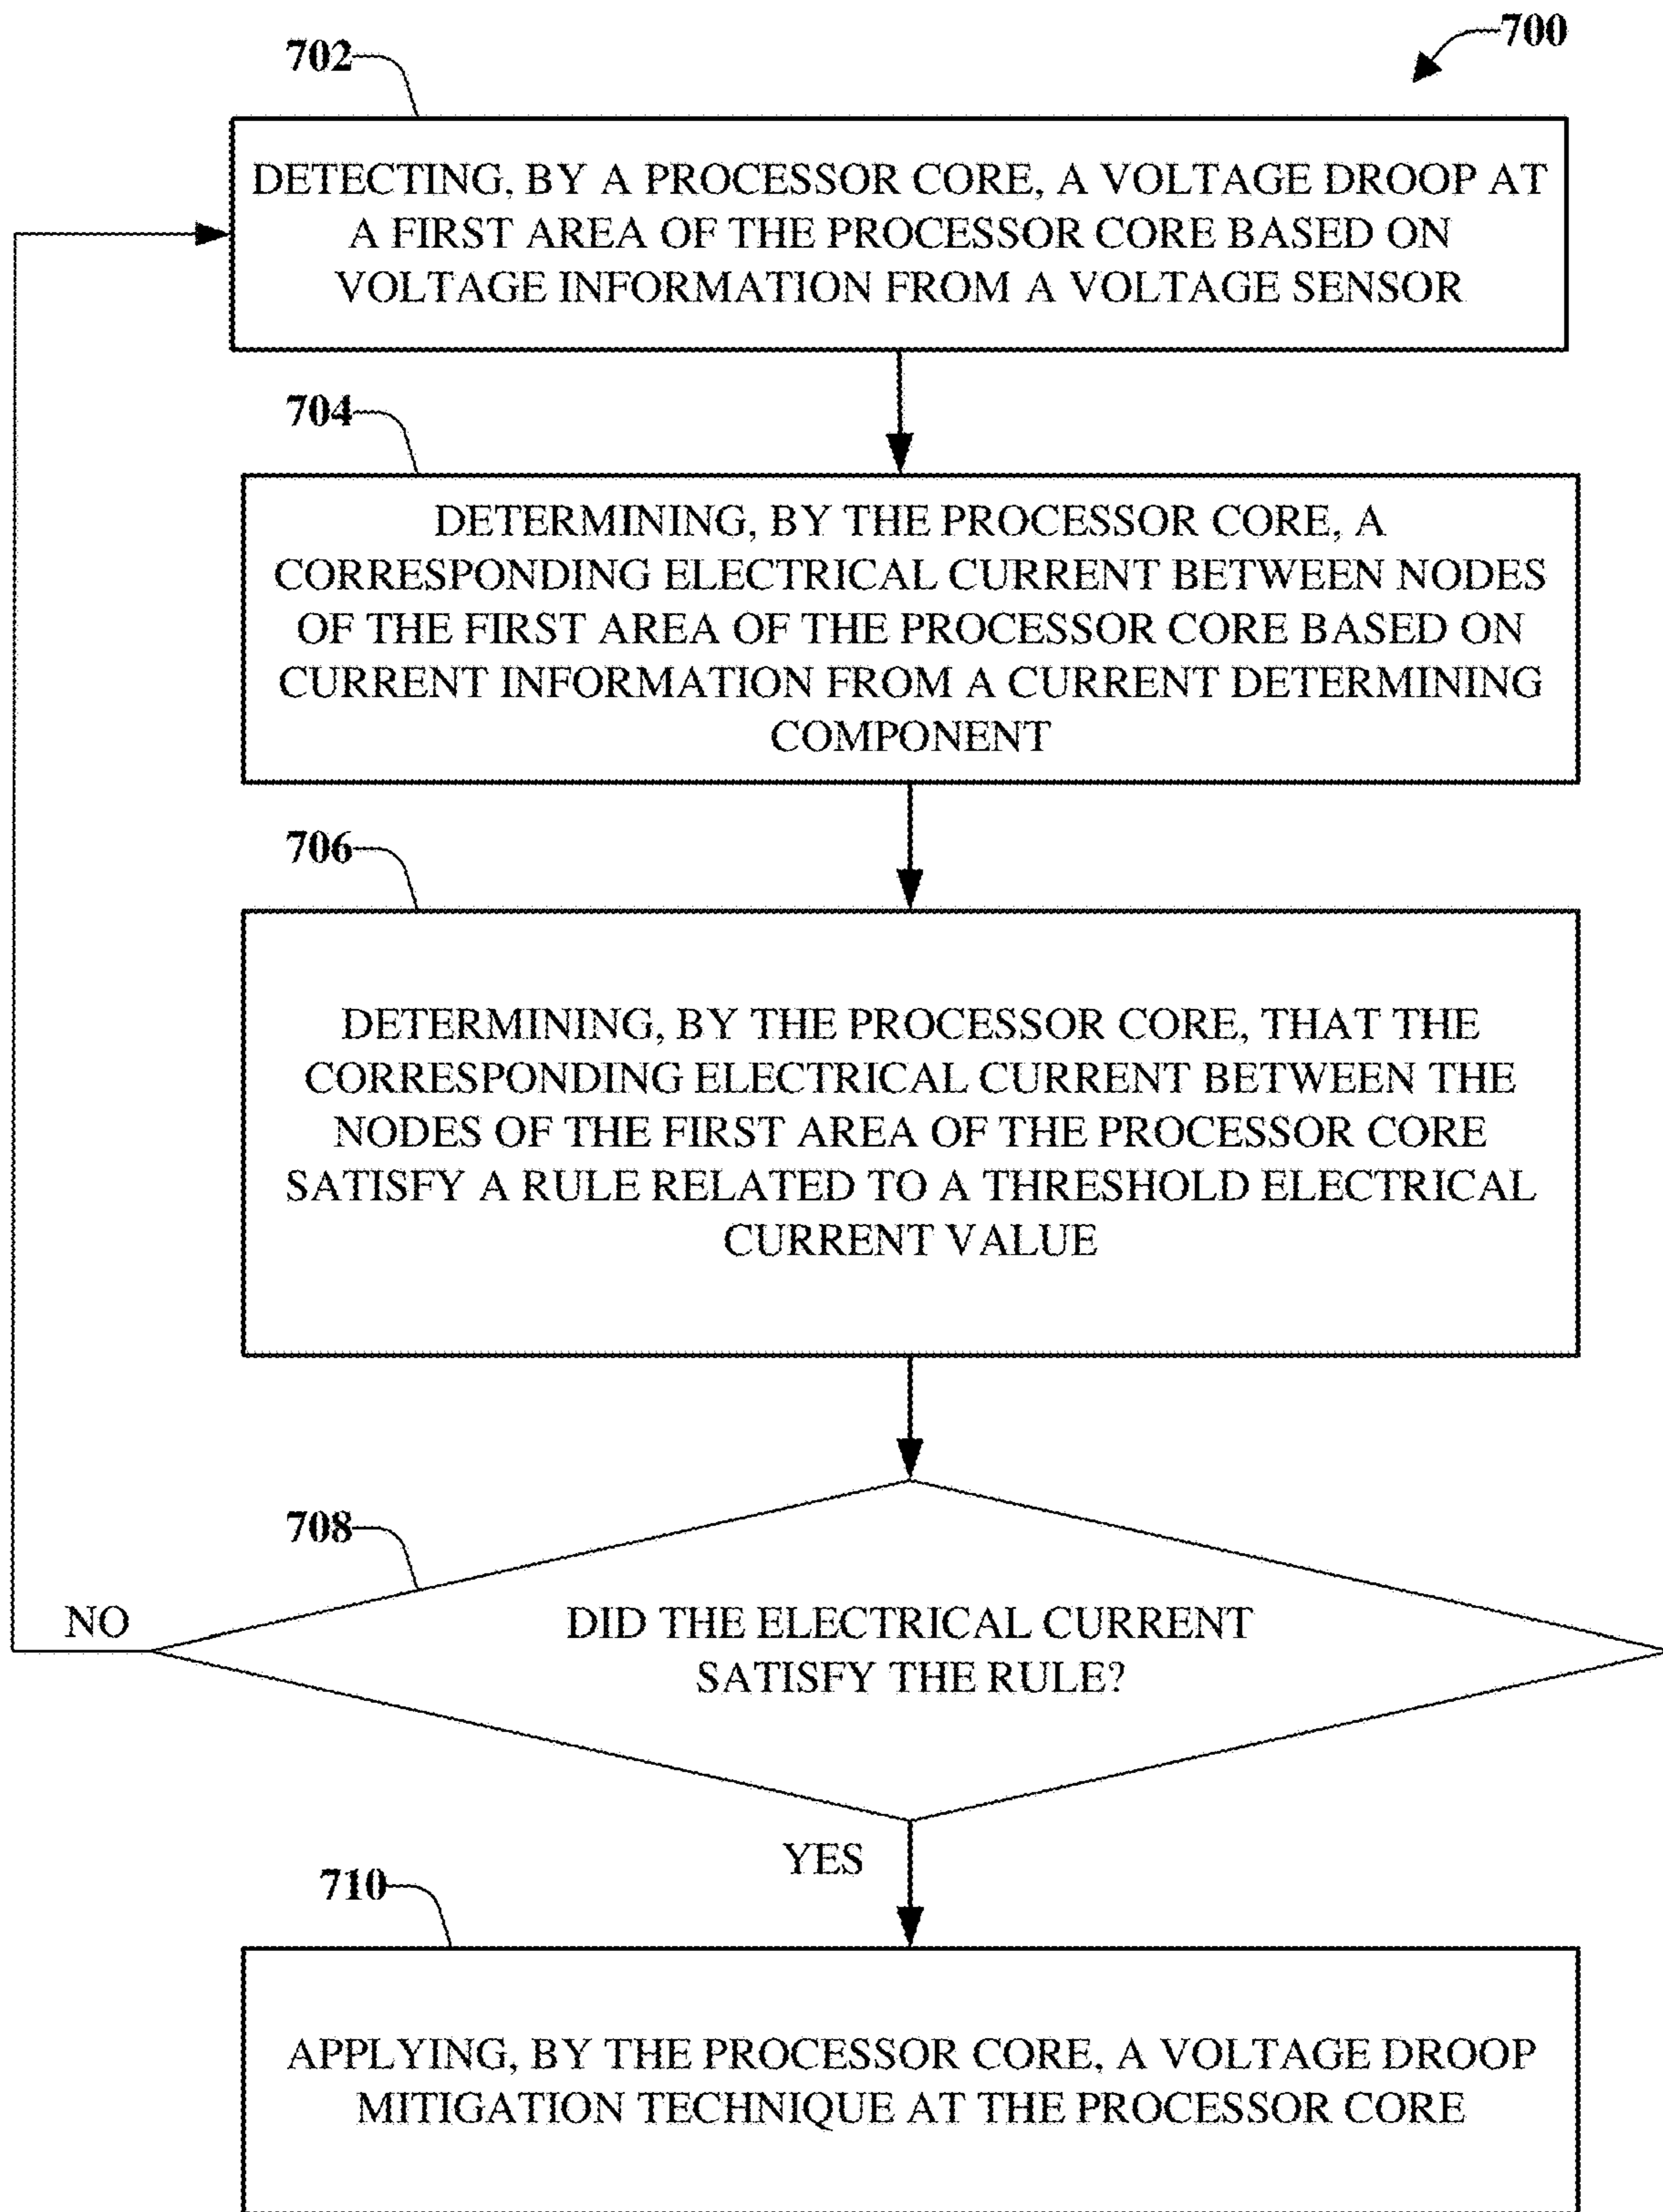 700
702
DETECTING, BY A PROCESSOR CORE, A VOLTAGE DROOP AT
A FIRST AREA OF THE PROCESSOR CORE BASED ON
VOLTAGE INFORMATION FROM A VOLTAGE SENSOR
704
DETERMINING, BY THE PROCESSOR CORE, A
CORRESPONDING ELECTRICAL CURRENT BETWEEN NODES
OF THE FIRST AREA OF THE PROCESSOR CORE BASED ON
CURRENT INFORMATION FROM A CURRENT DETERMINING
COMPONENT
706
DETERMINING, BY THE PROCESSOR CORE, THAT THE
CORRESPONDING ELECTRICAL CURRENT BETWEEN THE
NODES OF THE FIRST AREA OF THE PROCESSOR CORE
SATISFY A RULE RELATED TO A THRESHOLD ELECTRICAL
CURRENT VALUE
708
NO
DID THE ELECTRICAL CURRENT
SATISFY THE RULE?
YES
710
APPLYING, BY THE PROCESSOR CORE, A VOLTAGE DROOP
MITIGATION TECHNIQUE AT THE PROCESSOR CORE